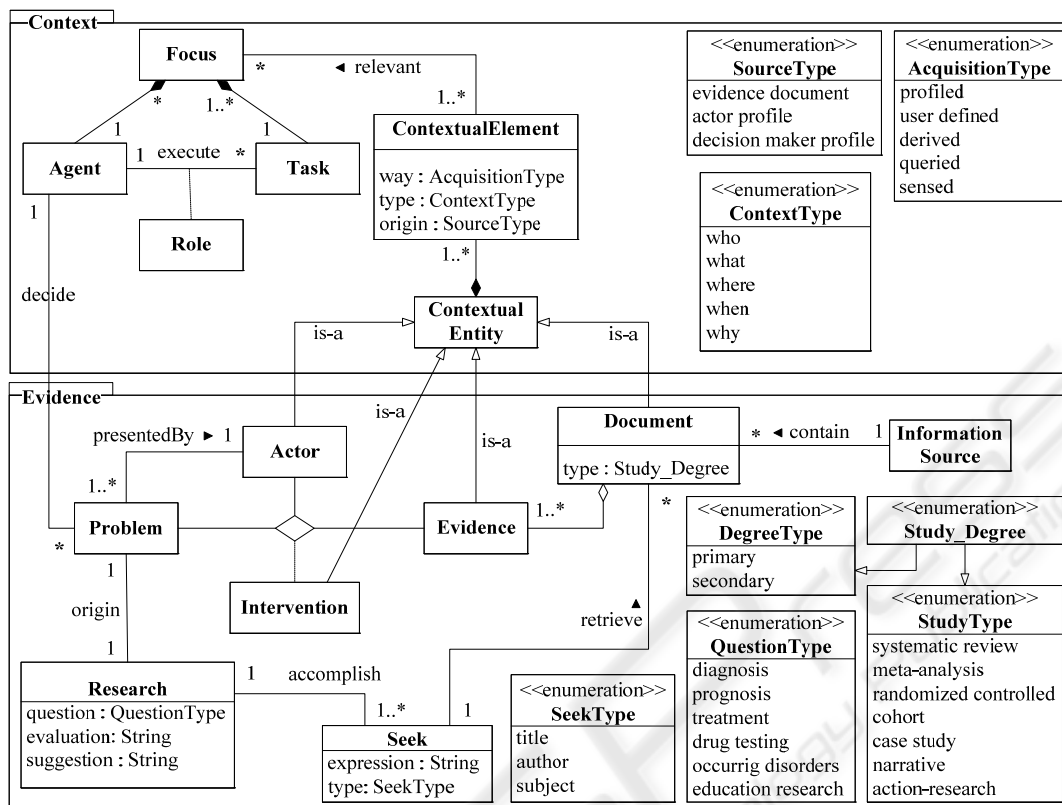 Context
Focus
*
◄ relevant
*
1..*
1..*
1
1
ContextualElement
way : AcquisitionType
type : ContextType
origin : SourceType
Agent
1
execute
*
Task
1
Role
1..*
decide
Contextual
Entity
is-a
is-a
is-a
is-a
<<enumeration>>
SourceType
evidence document
actor profile
decision maker profile
<<enumeration>>
AcquisitionType
profiled
user defined
derived
queried
sensed
<<enumeration>>
ContextType
who
what
where
when
why
Evidence
presentedBy ►
1
Actor
1..*
Problem
*
1
origin
1
Evidence
1..*
Intervention
Document
type : Study_Degree
*
◄ contain
1
Information
Source
*
retrieve
▲
Research
question : QuestionType
evaluation: String
suggestion : String
1
accomplish
1..*
1
Seek
expression : String
type: SeekType
<<enumeration>>
DegreeType
primary
secondary
<<enumeration>>
Study_Degree
<<enumeration>>
SeekType
title
author
subject
<<enumeration>>
QuestionType
diagnosis
prognosis
treatment
drug testing
occurrig disorders
education research
<<enumeration>>
StudyType
systematic review
meta-analysis
randomized controlled
cohort
case study
narrative
action-research